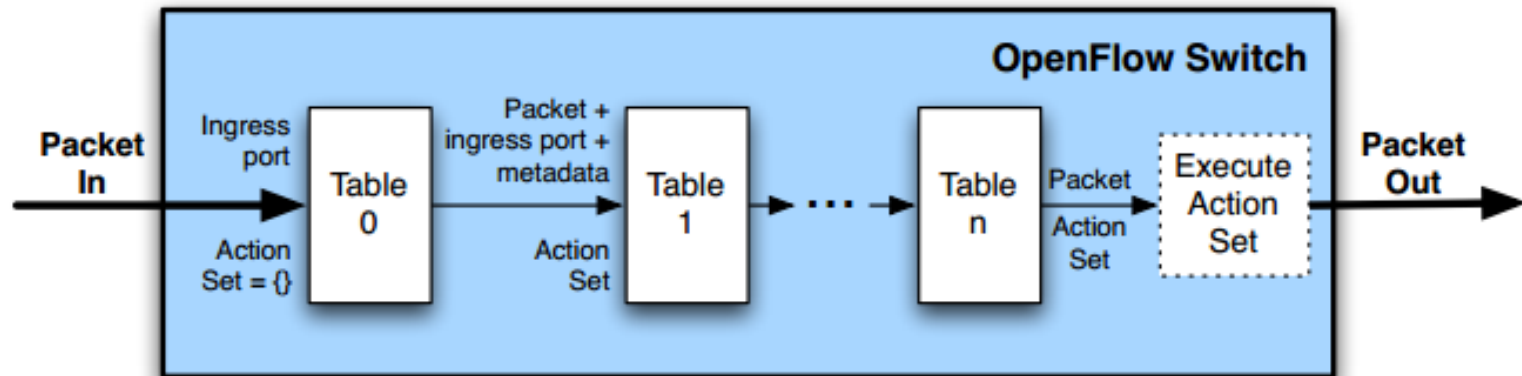 OpenFlow Switch
Packet
In
Ingress
port
Action
Set = {}
Table
0
Packet +
ingress port +
metadata
Action
Set
Table
1
...
Table
n
Packet
Action
Set
Execute
Action
Set
Packet
Out